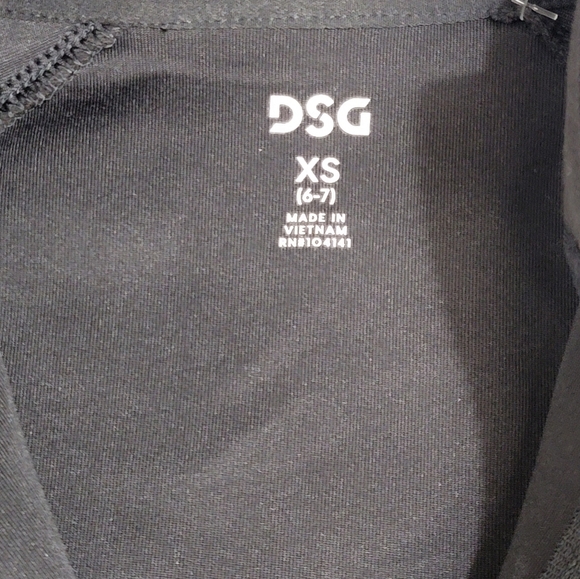 DSG
XS
(6-7)
MADE IN
VIETNAM
RN#104141